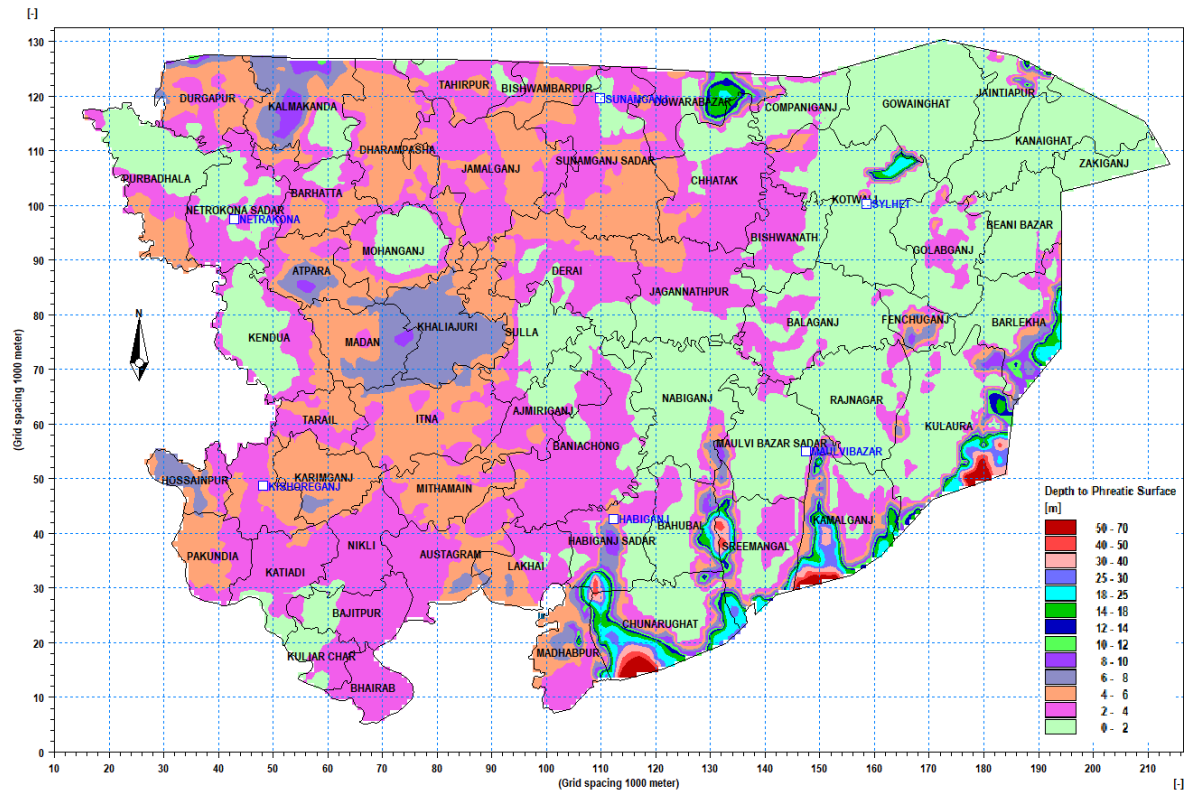 [-]
130
120
110
100
90
80
70
60
50
40
30
20
10
0
(Grid spacing 1000 meter)
TAHIRPUR
BISHWAMBARPUR
JAINTIAPUR
DURGAPUR
KALMAKANDA
SUNAMGANJ
DOWARABAZAR
COMPANIGANJ
GOWAINGHAT
KANAIGHAT
ZAKIGANJ
DHARAMPASHA
JAMALGANJ
SUNAMGANJ SADAR
PURBADHALA
BARHATTA
CHHATAK
NETROKONA SADAR
NETRAKONA
SYLHET
BEANI BAZAR
MOHANGANJ
BISHWANATH
GOLABGANJ
ATPARA
DERAI
JAGANNATHPUR
N
KENDUA
MADAN
KHALIAJURI
SULLA
BALAGANJ
FENCHUGANJ
BARLEKHA
TARAIL
ITNA
AJMIRIGANJ
NABIGANJ
RAJNAGAR
KULAURA
BANIACHONG
MAULVI BAZAR SADAR
MAULVIBAZAR
HOSSAINPUR
KARIMGANJ
KISHOREGANJ
MITHAMAIN
PAKUNDIA
NIKLI
AUSTAGRAM
LAKHAI
HABIGANJ
HABIGANJ SADAR
BAHUBAL
SREEMANGAL
KAMALGANJ
KATIADI
BAJITPUR
CHUNARUGHAT
KULIAR CHAR
MADHABPUR
BHAIRAB
Depth to Phreatic Surface
[m]
50 - 70
40 - 50
30 - 40
25 - 30
18 - 25
14 - 18
12 - 14
10 - 12
8 - 10
6 - 8
4 - 6
2 - 4
0 - 2
10 20 30 40 50 60 70 80 90 100 110 120 130 140 150 160 170 180 190 200 210
(Grid spacing 1000 meter)
[-]